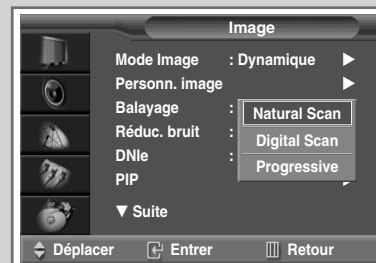 Image
Mode Image : Dynamique ▶
Personn. image ▶
Balayage : Natural Scan
Réduc. bruit : Digital Scan
DNIe : Progressive
PIP ▶
▼ Suite
Déplacer Entrer Retour